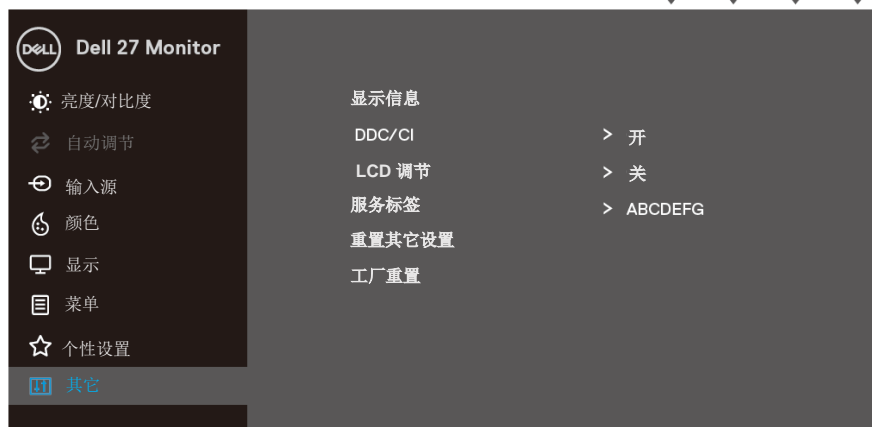 DELL Dell 27 Monitor
亮度/对比度
自动调节
输入源
颜色
显示
菜单
个性设置
其它
显示信息
DDC/CI > 开
LCD 调节 > 关
服务标签 > ABCDEFG
重置其它设置
工厂重置